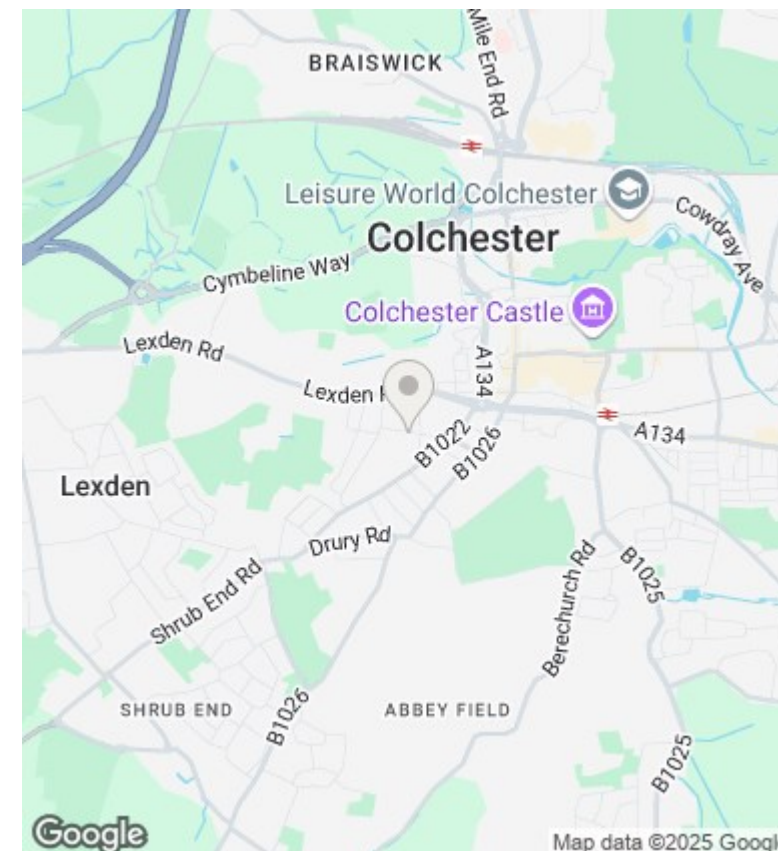 Mile End Rd
BRAISWICK
Leisure World Colchester
Cowdray Ave
Colchester
Cymbeline Way
Colchester Castle
Lexden Rd
A134
Lexden R
A134
B1022
B1026
Lexden
Drury Rd
B1025
Berechurch Rd
Shrub End Rd
SHRUB END
B1026
ABBEY FIELD
B1025
Google
Map data ©2025 Googl